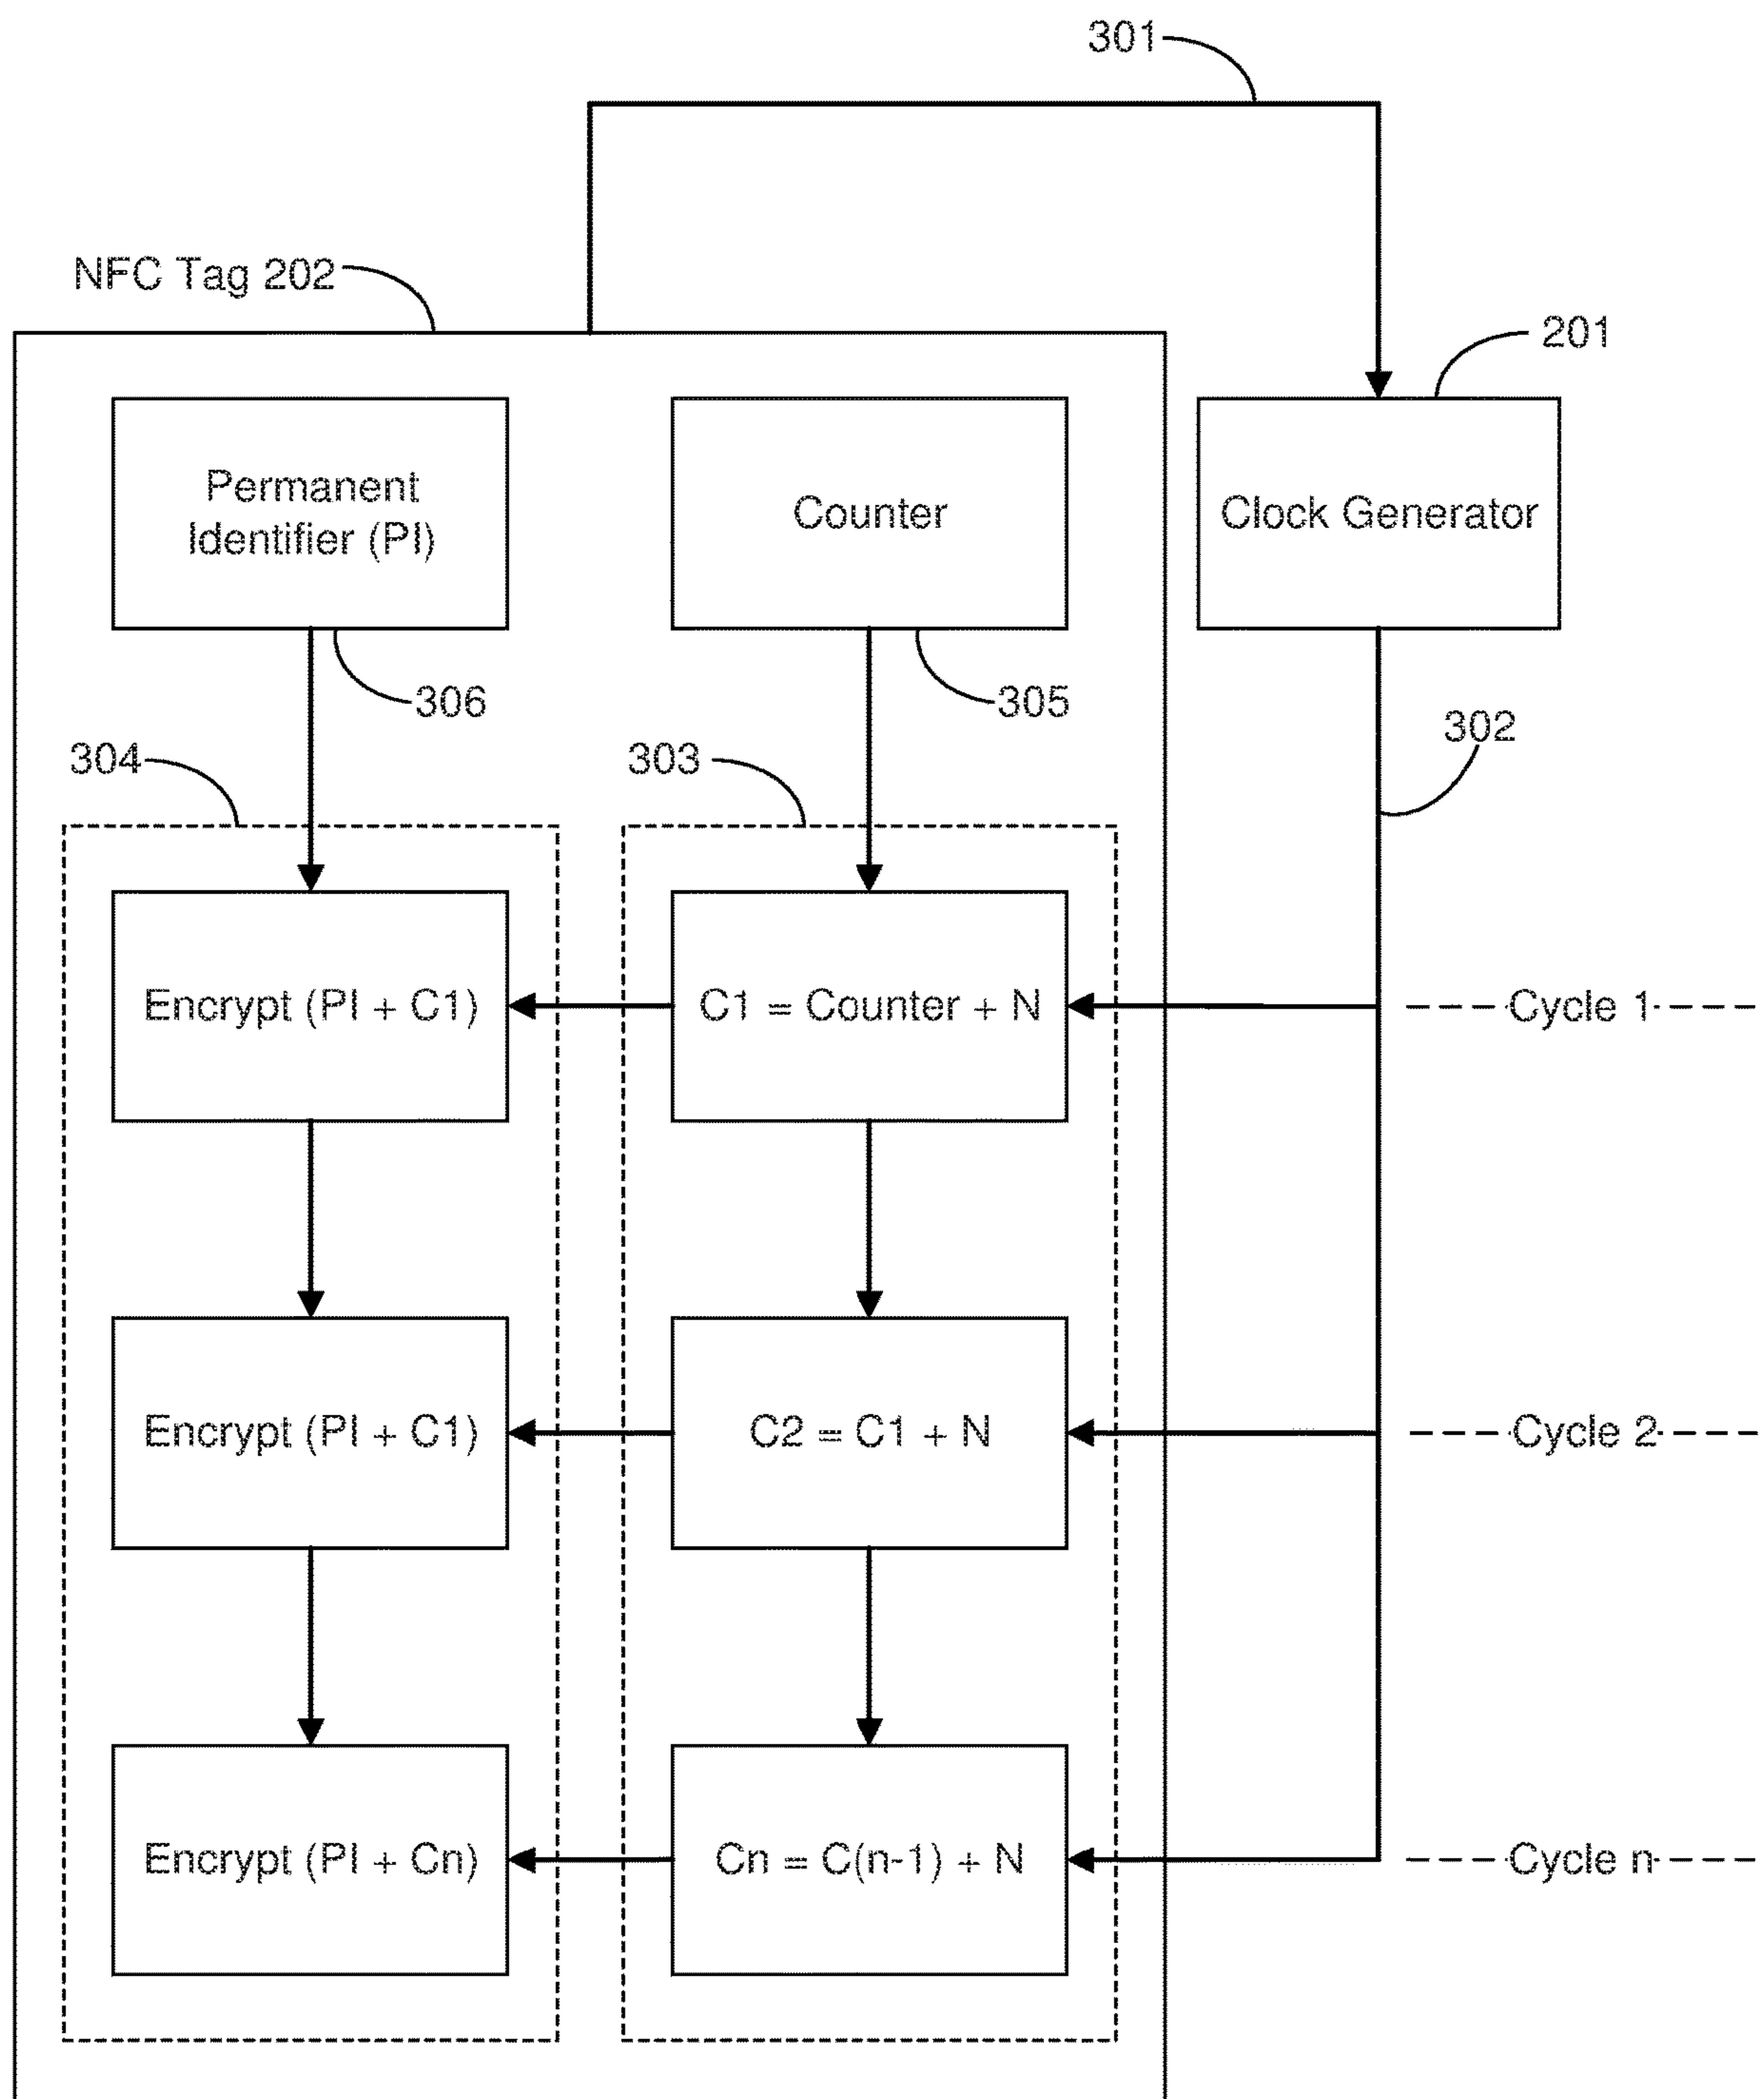 301
NFC Tag 202
201
Permanent
Identifier (PI)
Counter
Clock Generator
306
305
302
304
303
Encrypt (PI + C1)
C1 = Counter + N
Cycle 1
Encrypt (PI + C1)
C2 = C1 + N
Cycle 2
Encrypt (PI + Cn)
Cn = C(n-1) + N
Cycle n